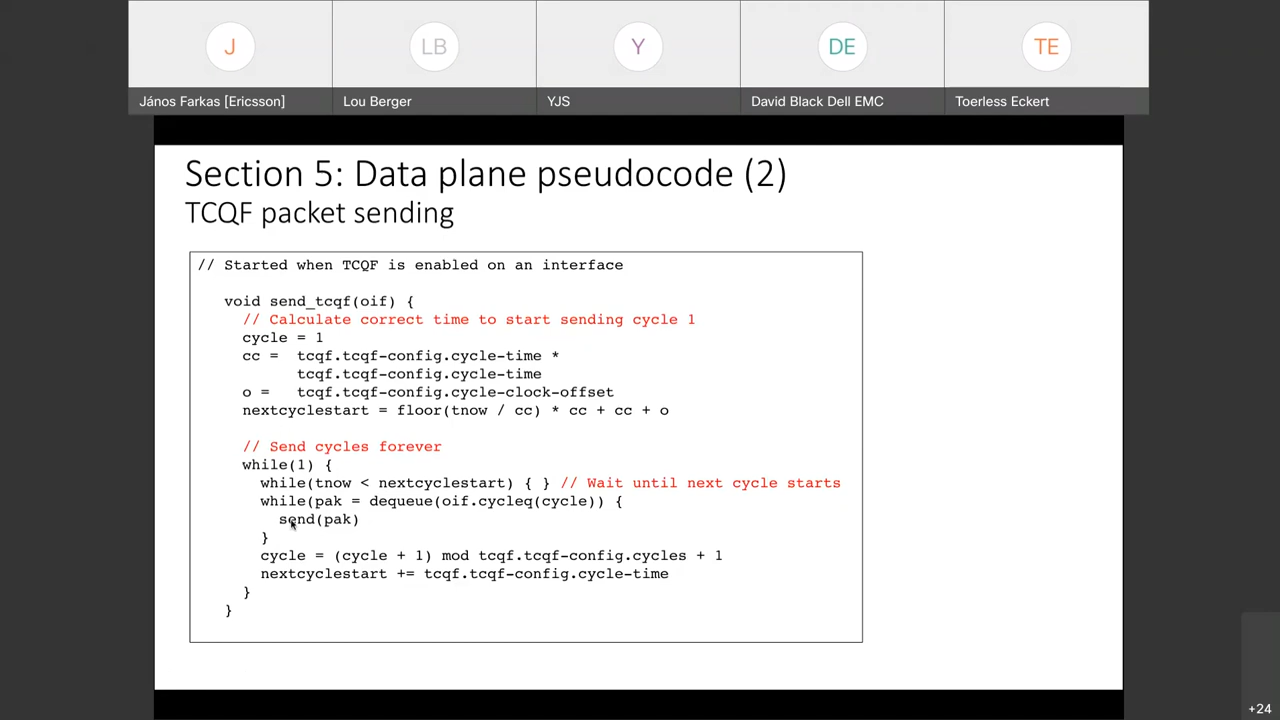 J
LB
Y
DE
TE
János Farkas [Ericsson]
Lou Berger
YJS
David Black Dell EMC
Toerless Eckert
Section 5: Data plane pseudocode (2)
TCQF packet sending
// Started when TCQF is enabled on an interface
void send_tcqf(oif) {
// Calculate correct time to start sending cycle 1
cycle = 1
cc = tcqf.tcqf-config.cycle-time *
tcqf.tcqf-config.cycle-time
o = tcqf.tcqf-config.cycle-clock-offset
nextcyclestart = floor(tnow / cc) * cc + cc + o
// Send cycles forever
while(1) {
while(tnow < nextcyclestart) { } // Wait until next cycle starts
while(pak = dequeue(oif.cycleq(cycle)) {
send(pak)
}
cycle = (cycle + 1) mod tcqf.tcqf-config.cycles + 1
nextcyclestart += tcqf.tcqf-config.cycle-time
}
}
+24